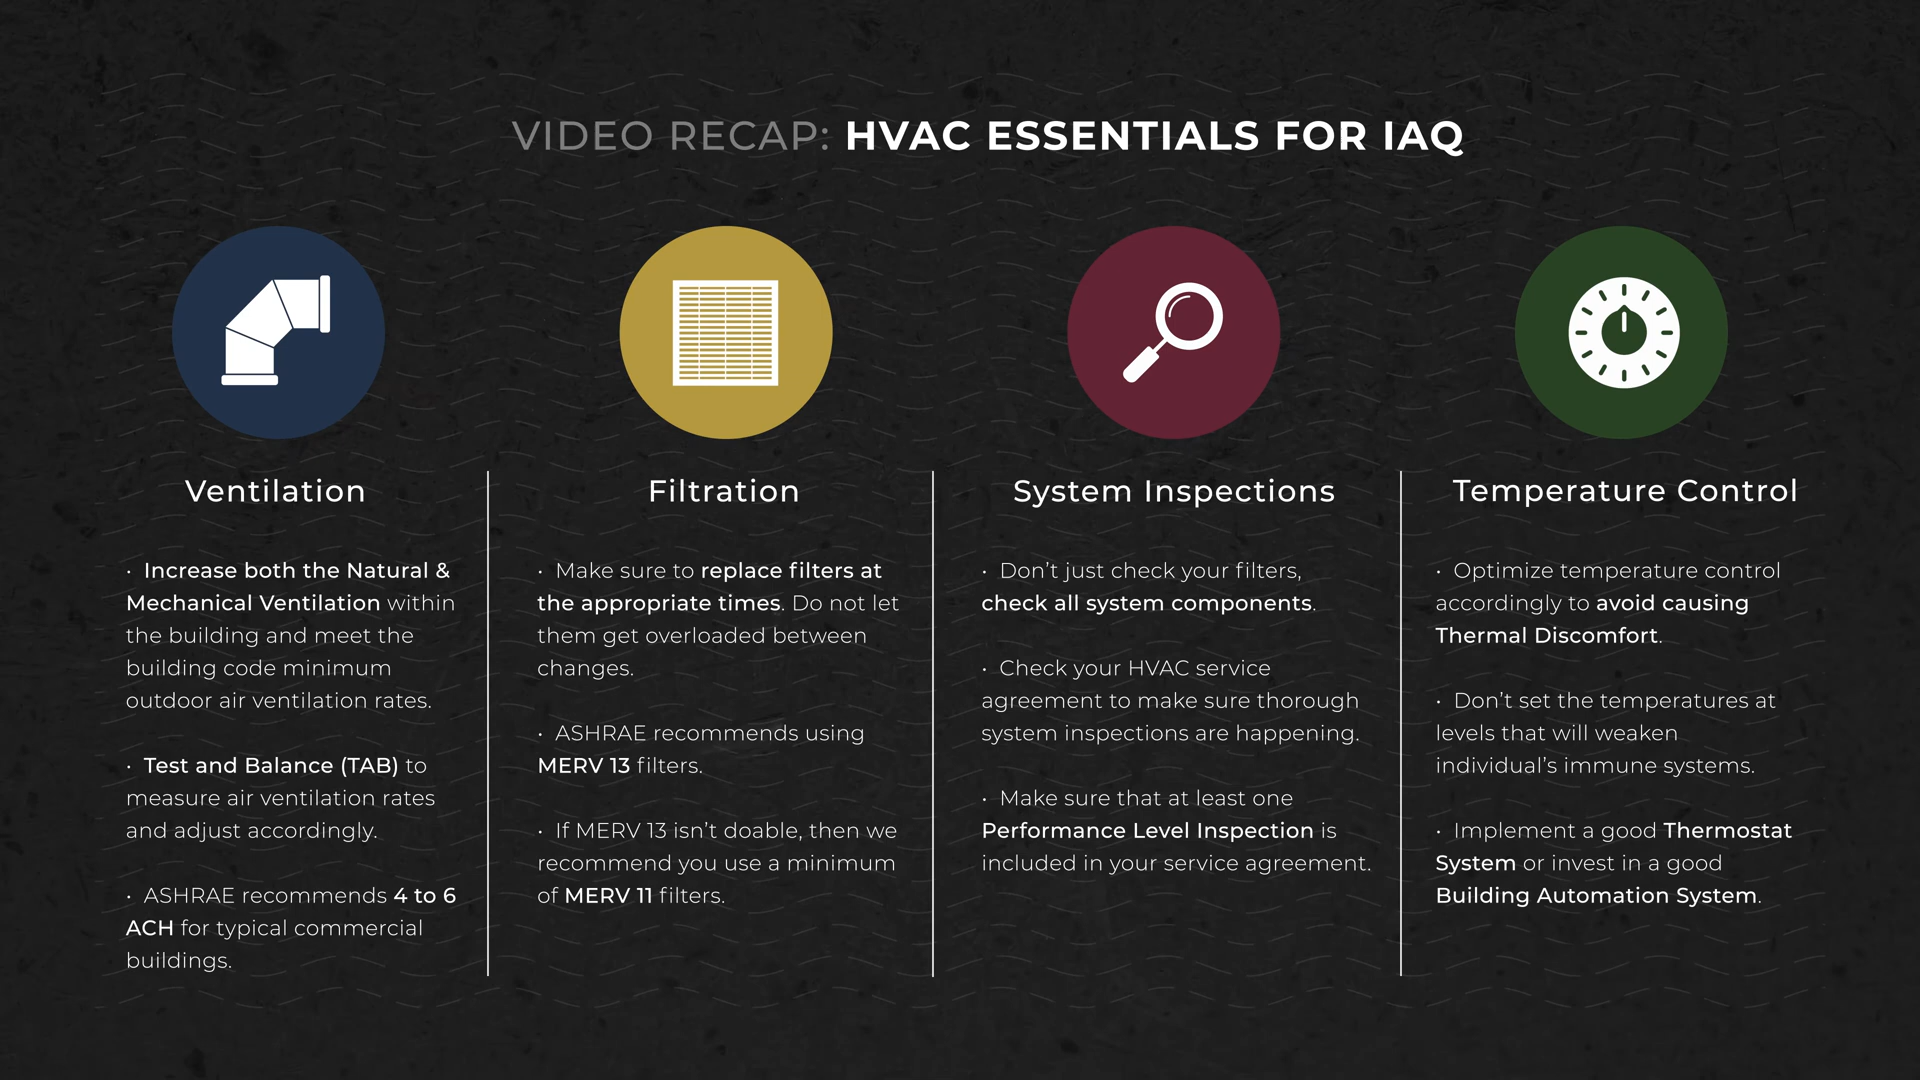 VIDEO RECAP: HVAC ESSENTIALS FOR IAQ
Ventilation
· Increase both the Natural &
Mechanical Ventilation within
the building and meet the
building code minimum
outdoor air ventilation rates.
· Test and Balance (TAB) to
measure air ventilation rates
and adjust accordingly.
· ASHRAE recommends 4 to 6
ACH for typical commercial
buildings.
Filtration
· Make sure to replace filters at
the appropriate times. Do not let
them get overloaded between
changes.
· ASHRAE recommends using
MERV 13 filters.
· If MERV 13 isn’t doable, then we
recommend you use a minimum
of MERV 11 filters.
System Inspections
· Don’t just check your filters,
check all system components.
· Check your HVAC service
agreement to make sure thorough
system inspections are happening.
· Make sure that at least one
Performance Level Inspection is
included in your service agreement.
Temperature Control
· Optimize temperature control
accordingly to avoid causing
Thermal Discomfort.
· Don’t set the temperatures at
levels that will weaken
individual’s immune systems.
· Implement a good Thermostat
System or invest in a good
Building Automation System.